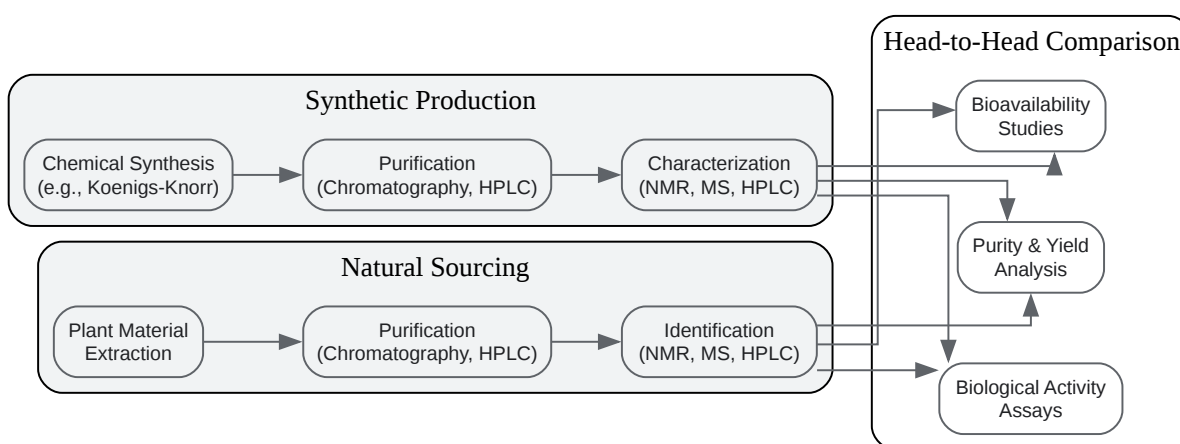 Head-to-Head Comparison
Synthetic Production
Chemical Synthesis
(e.g., Koenigs-Knorr)
Purification
(Chromatography, HPLC)
Characterization
(NMR, MS, HPLC)
Bioavailability
Studies
Natural Sourcing
Plant Material
Extraction
Purification
(Chromatography, HPLC)
Identification
(NMR, MS, HPLC)
Purity & Yield
Analysis
Biological Activity
Assays